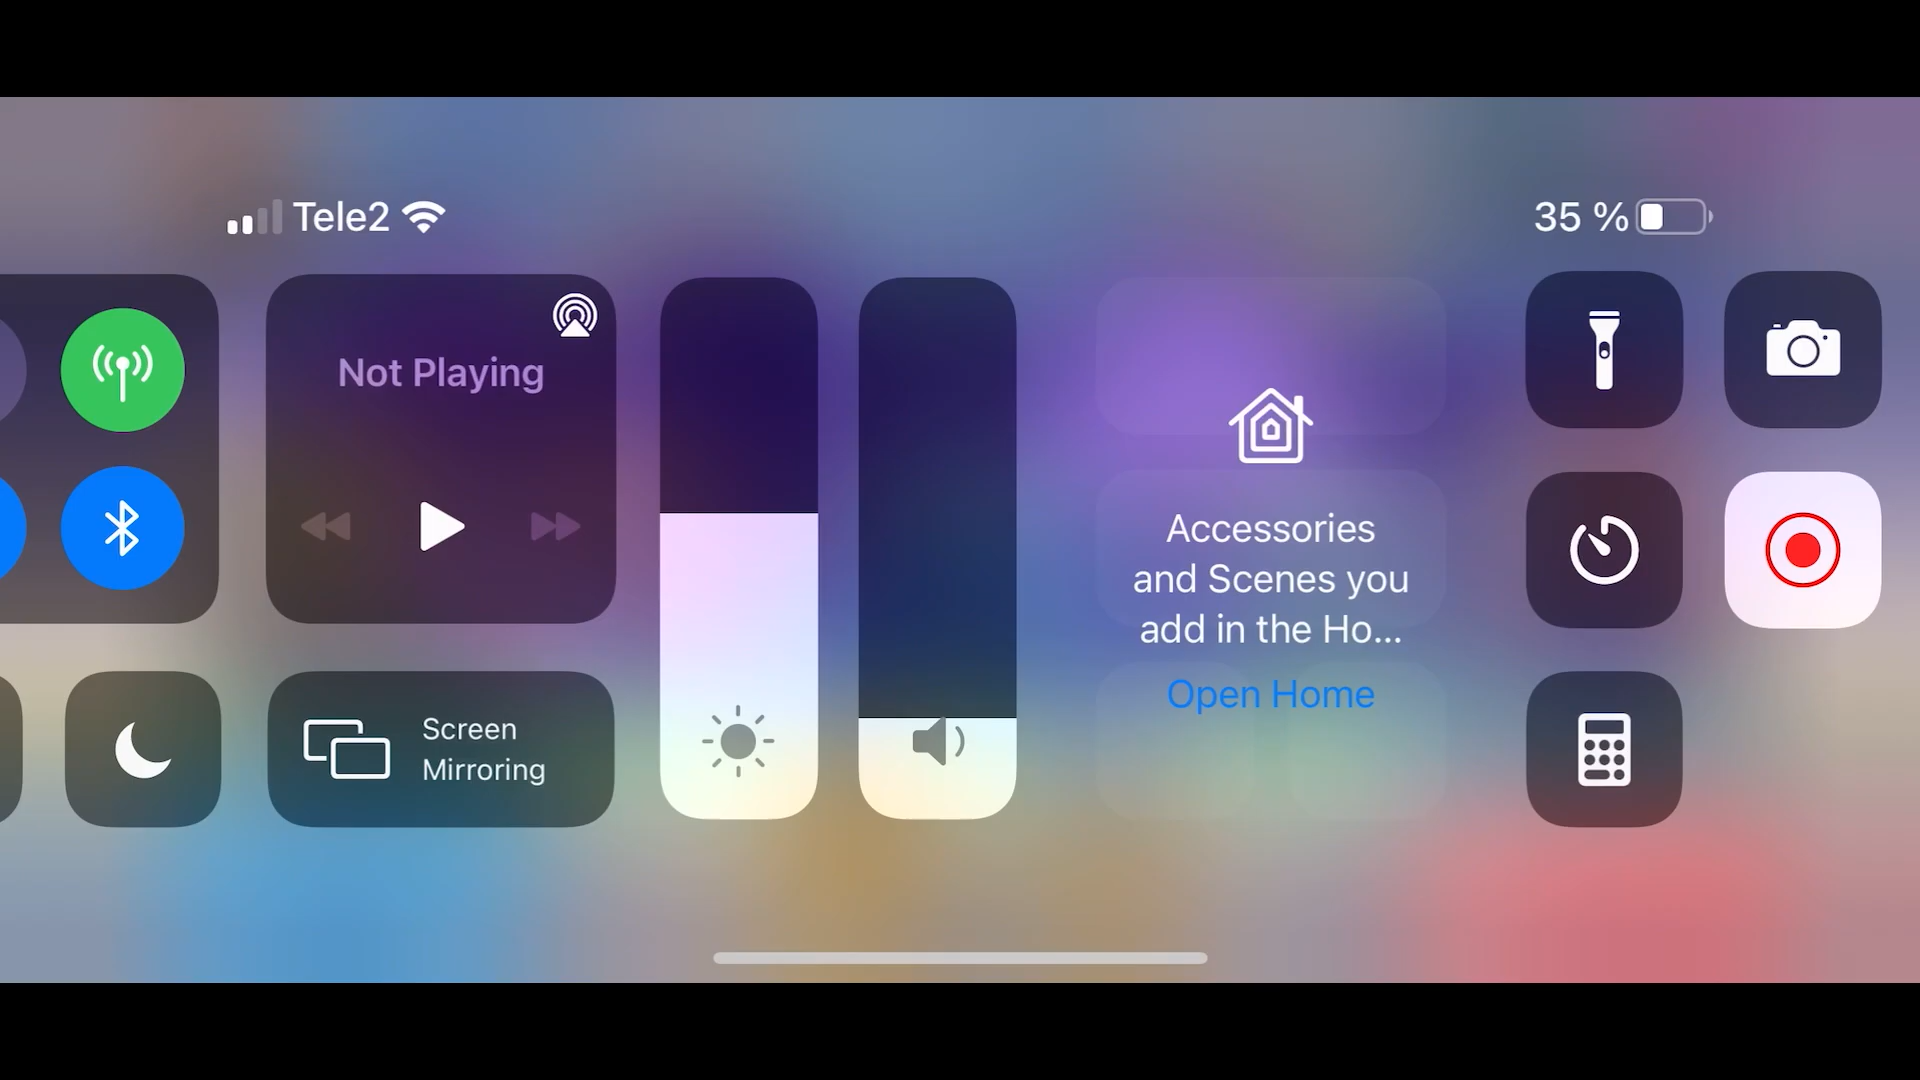 Tele2
35 %
Not Playing
Screen
Mirroring
Accessories
and Scenes you
add in the Ho...
Open Home